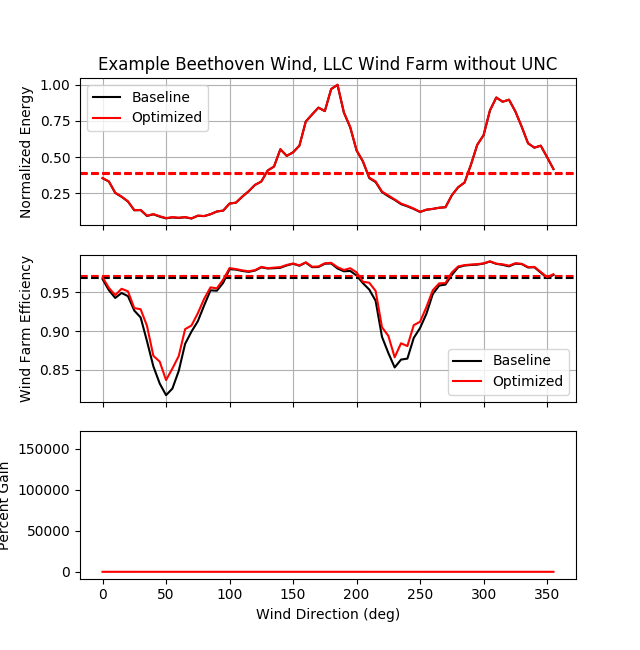 Example Beethoven Wind, LLC Wind Farm without UNC
Normalized Energy
1.00
0.75
0.50
0.25
Baseline
Optimized
Wind Farm Efficiency
0.95
0.90
0.85
Baseline
Optimized
Percent Gain
150000
100000
50000
0
0 50 100 150 200 250 300 350
Wind Direction (deg)